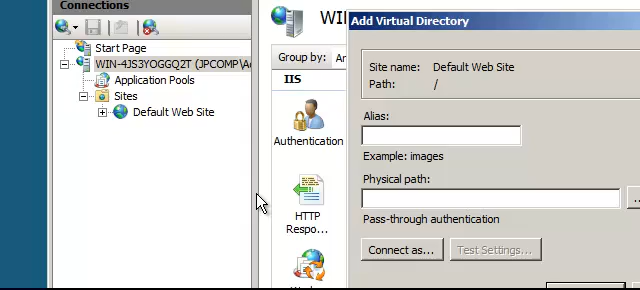 Connections
Start Page
WIN-4JS3YOGGQ2T (JPCOMP\A
Application Pools
Sites
Default Web Site
WIN
Group by:
IIS
Authentication
HTTP
Respo...
Add Virtual Directory
Site name: Default Web Site
Path: /
Alias:
Example: images
Physical path:
...
Pass-through authentication
Connect as...
Test Settings...